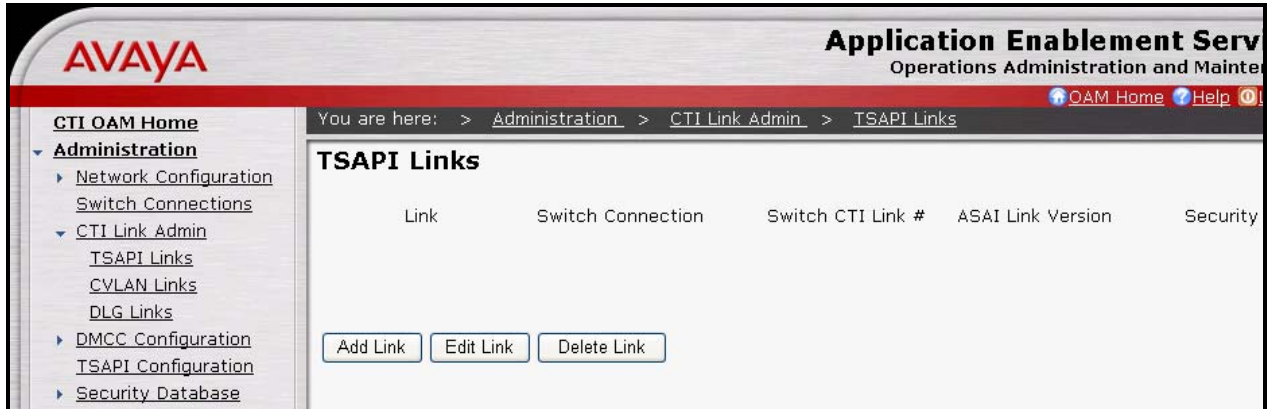 AVAYA
Application Enablement Serv
Operations Administration and Mainte
OAM Home Help
You are here: > Administration > CTI Link Admin > TSAPI Links
CTI OAM Home
Administration
Network Configuration
Switch Connections
CTI Link Admin
TSAPI Links
CVLAN Links
DLG Links
DMCC Configuration
TSAPI Configuration
Security Database
TSAPI Links
Link Switch Connection Switch CTI Link # ASAI Link Version Security
Add Link Edit Link Delete Link